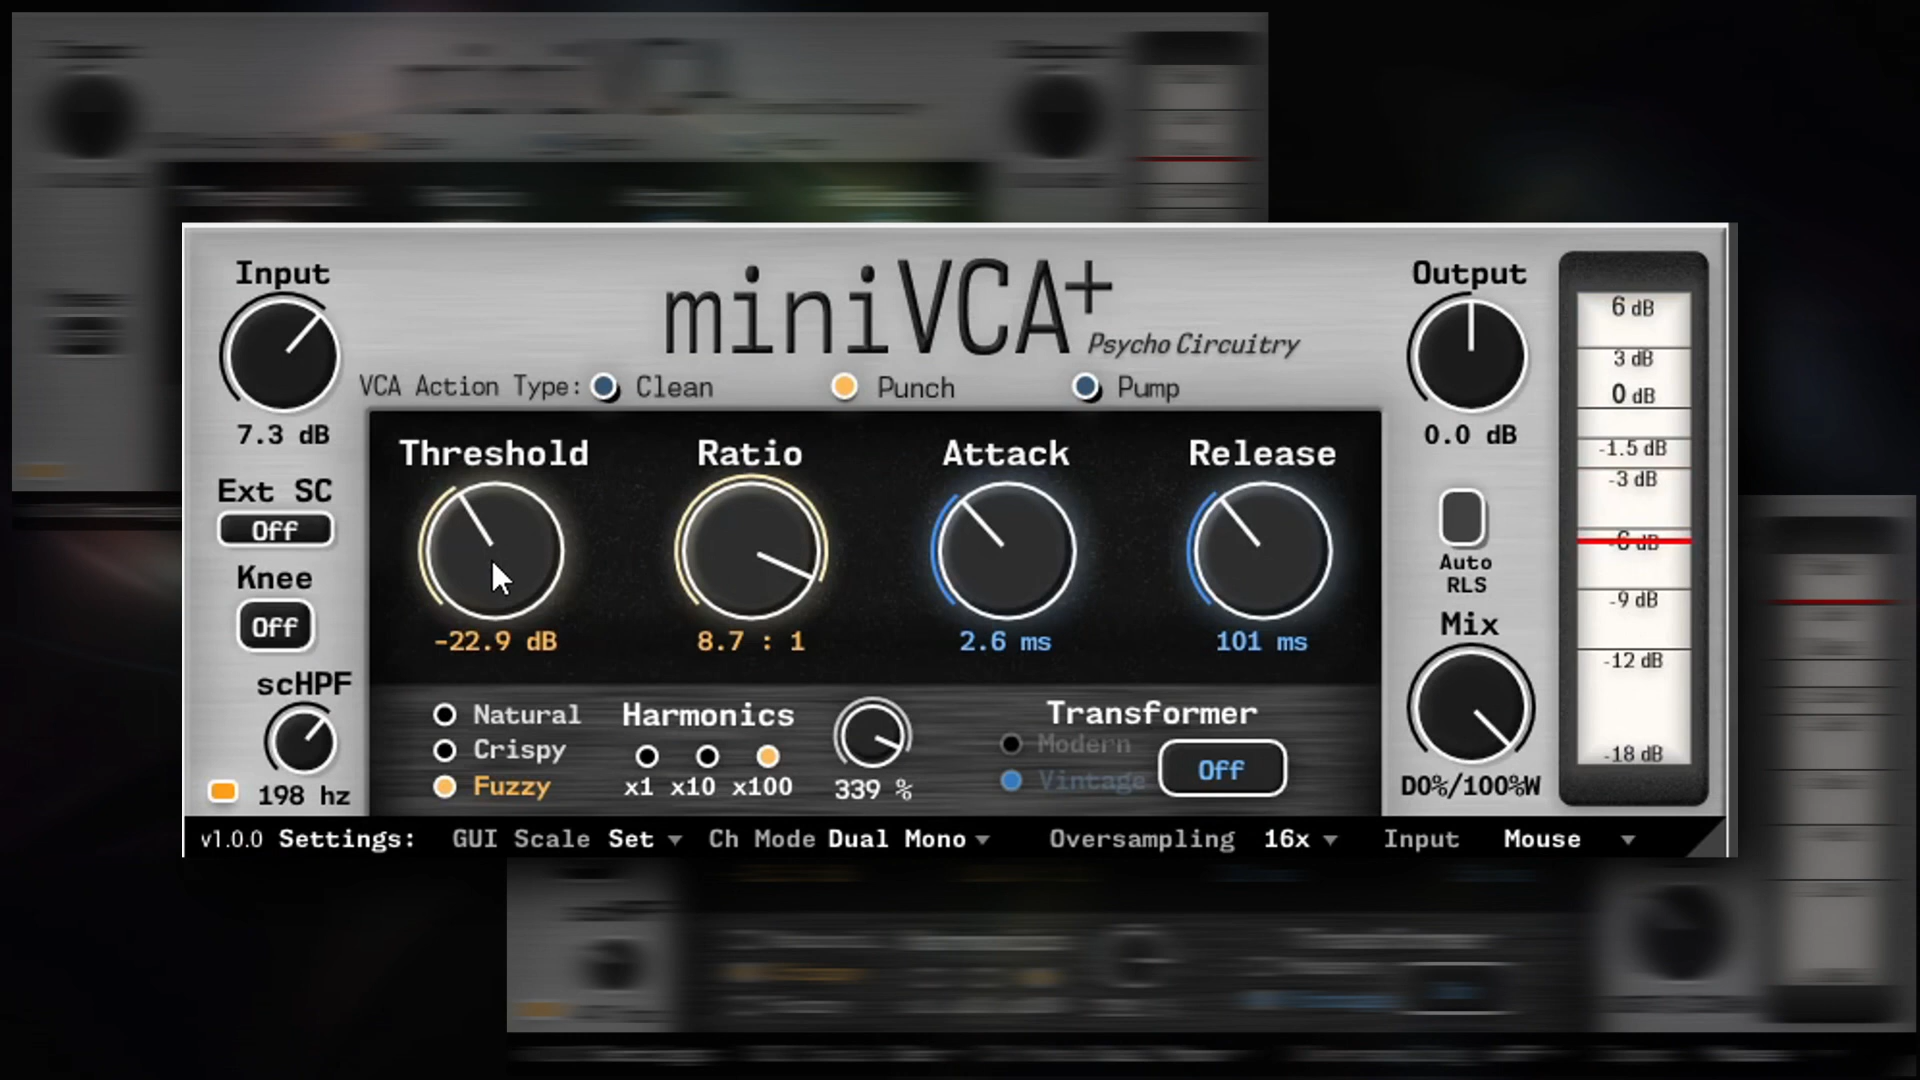 Input
7.3 dB
Ext SC
Off
Knee
Off
scHPF
198 hz
miniVCA+
Psycho Circuitry
VCA Action Type: Clean Punch Pump
Threshold Ratio Attack Release
-22.9 dB 8.7 : 1 2.6 ms 101 ms
Natural
Crispy
Fuzzy
Harmonics
x1 x10 x100
339 %
Transformer
Modern
Vintage
Off
Output
0.0 dB
Auto
RLS
Mix
D0%/100%W
6 dB
3 dB
0 dB
-1.5 dB
-3 dB
-6 dB
-9 dB
-12 dB
-18 dB
v1.0.0 Settings: GUI Scale Set Ch Mode Dual Mono Oversampling 16x Input Mouse